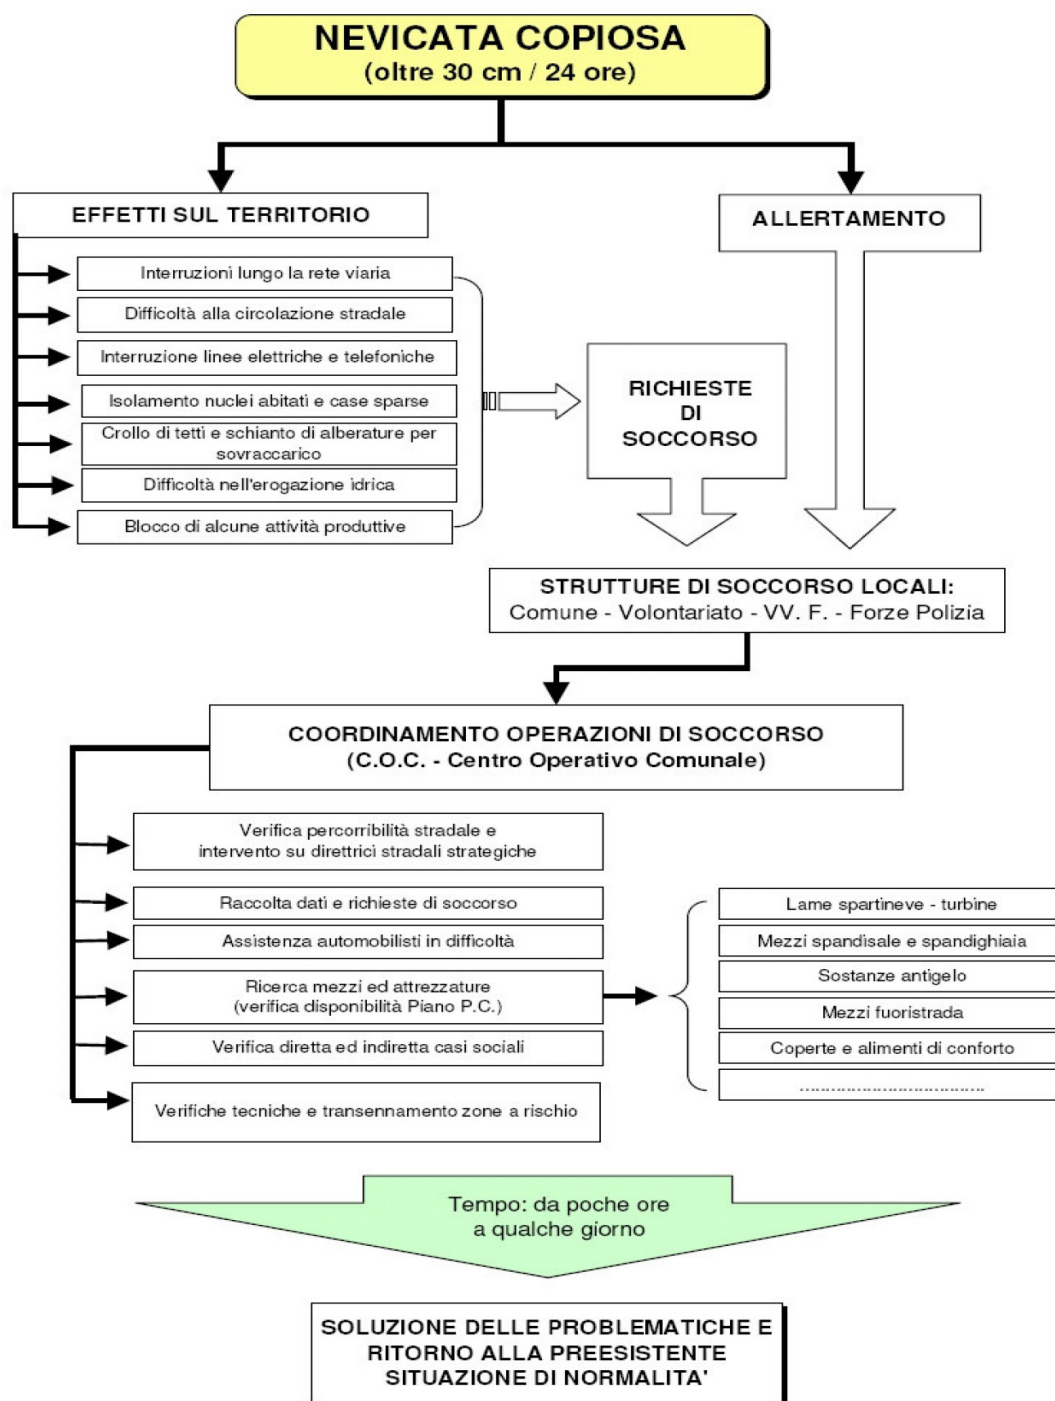 NEVICATA COPIOSA
(oltre 30 cm / 24 ore)
EFFETTI SUL TERRITORIO
ALLERTAMENTO
Interruzioni lungo la rete viaria
Difficoltà alla circolazione stradale
Interruzione linee elettriche e telefoniche
Isolamento nuclei abitati e case sparse
Crollo di tetti e schianto di alberature per
sovraccarico
Difficoltà nell'erogazione idrica
Blocco di alcune attività produttive
RICHIESTE
DI
SOCCORSO
STRUTTURE DI SOCCORSO LOCALI:
Comune - Volontariato - VV. F. - Forze Polizia
COORDINAMENTO OPERAZIONI DI SOCCORSO
(C.O.C. - Centro Operativo Comunale)
Verifica percorribilità stradale e
intervento su direttrici stradali strategiche
Raccolta dati e richieste di soccorso
Assistenza automobilisti in difficoltà
Ricerca mezzi ed attrezzature
(verifica disponibilità Piano P.C.)
Verifica diretta ed indiretta casi sociali
Verifiche tecniche e transennamento zone a rischio
Lame spartineve - turbine
Mezzi spandisale e spandighiaia
Sostanze antigelo
Mezzi fuoristrada
Coperte e alimenti di conforto
..................................
Tempo: da poche ore
a qualche giorno
SOLUZIONE DELLE PROBLEMATICHE E
RITORNO ALLA PREESISTENTE
SITUAZIONE DI NORMALITA'